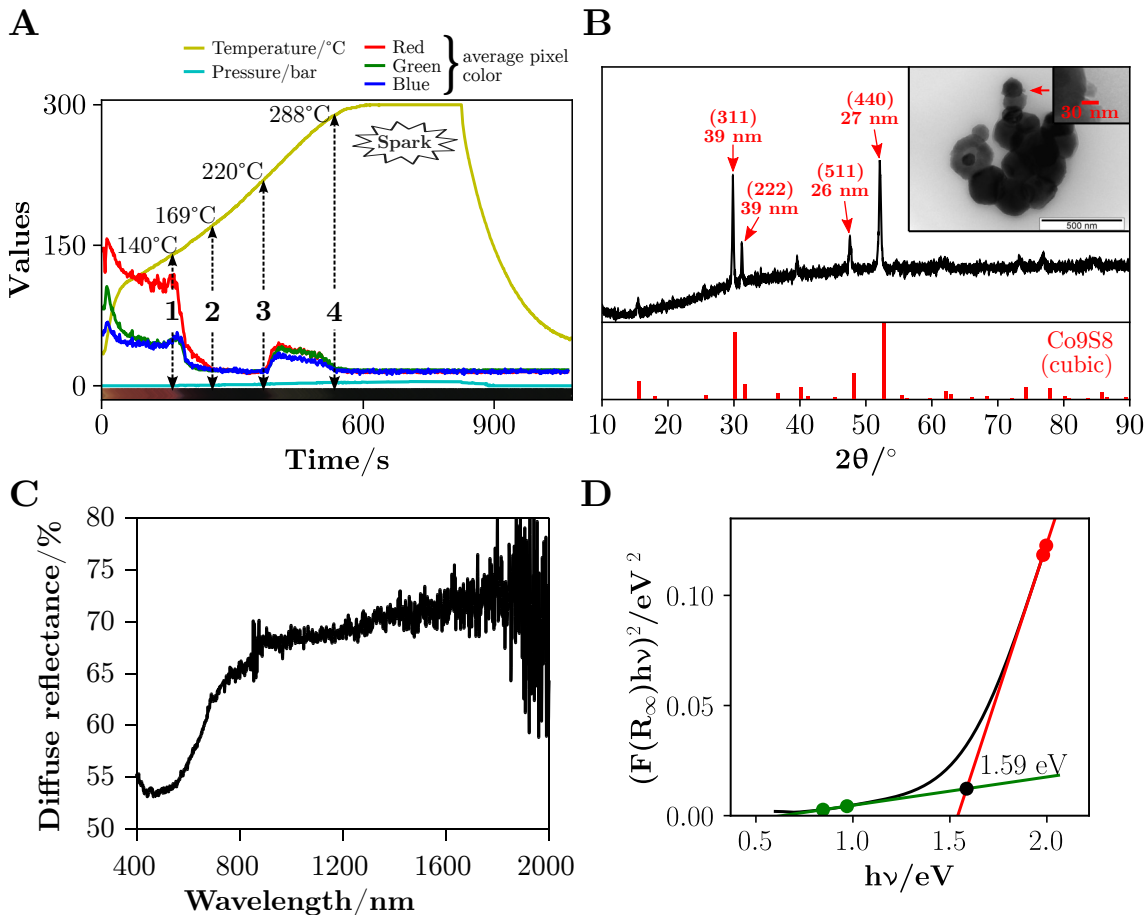 A
Temperature/°C
Pressure/bar
Red
Green
Blue
average pixel
color
300
150
0
Values
140°C
169°C
220°C
288°C
Spark
1
2
3
4
0
300
600
900
Time/s
B
(311)
39 nm
(222)
39 nm
(511)
26 nm
(440)
27 nm
30 nm
500 nm
Co9S8
(cubic)
10 20 30 40 50 60 70 80 90
2θ/°
C
80
75
70
65
60
55
50
Diffuse reflectance/%
400 800 1200 1600 2000
Wavelength/nm
D
0.10
0.05
0.00
(F(R∞)hν)²/eV²
1.59 eV
0.5 1.0 1.5 2.0
hν/eV